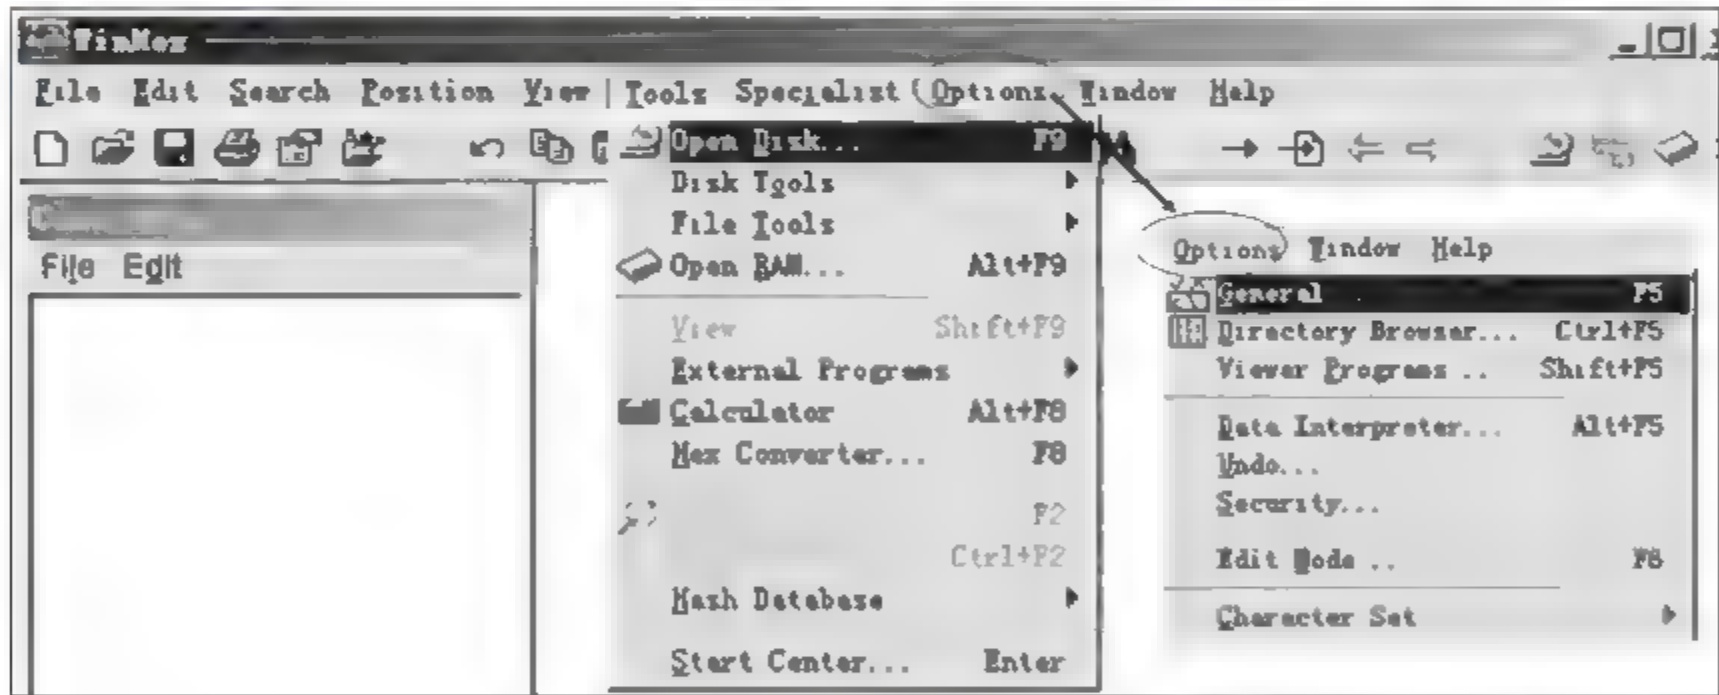 WinHex
File Edit Search Position View Tools Specialist Options Window Help
Open Disk... F9
Disk Tools
File Tools
Open RAM... Alt+F9
View Shift+F9
External Programs
Calculator Alt+F8
Hex Converter... F8
F2
Ctrl+F2
Hash Database
Start Center... Enter
File Edit
Options Window Help
General F5
Directory Browser... Ctrl+F5
Viewer Programs .. Shift+F5
Data Interpreter... Alt+F5
Undo...
Security...
Edit Mode .. F6
Character Set